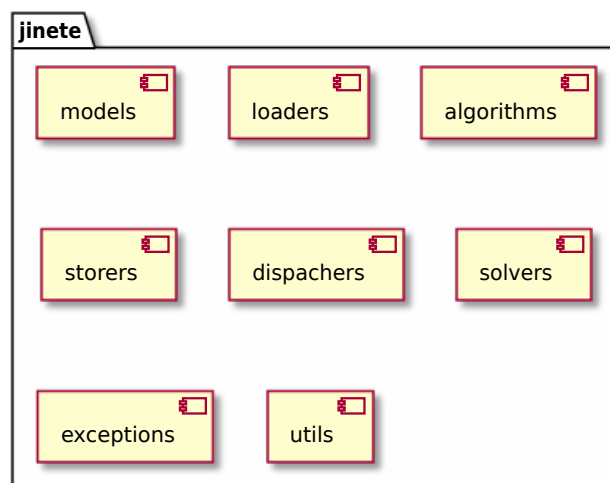 jinete
models
loaders
algorithms
storers
dispachers
solvers
exceptions
utils